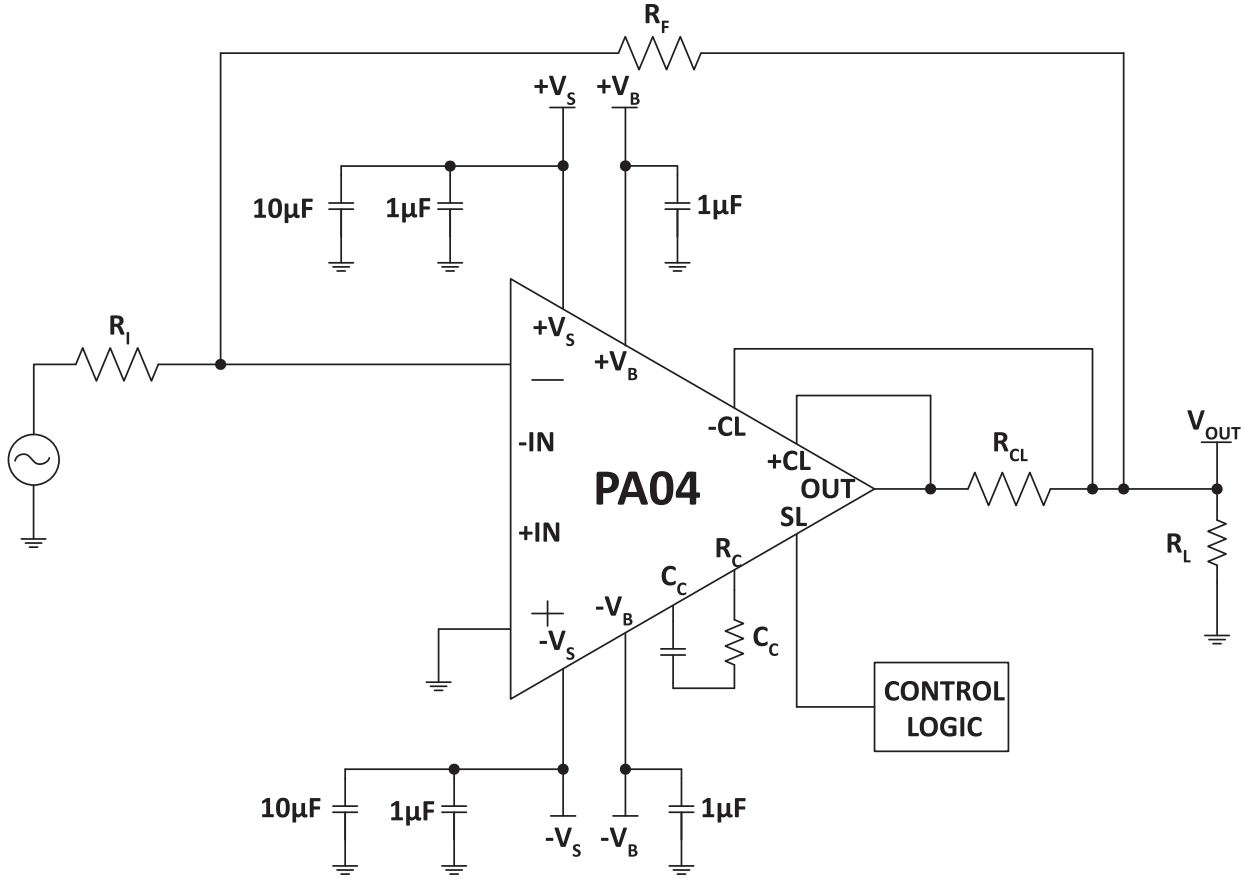 R_F
+V_S +V_B
10µF 1µF 1µF
R_I
+V_S
+V_B
-CL
-IN
+CL
V_OUT
R_CL
PA04
OUT
SL
+IN
R_L
R_C
C_C
-V_B
-V_S
C_C
CONTROL
LOGIC
10µF 1µF 1µF
-V_S -V_B